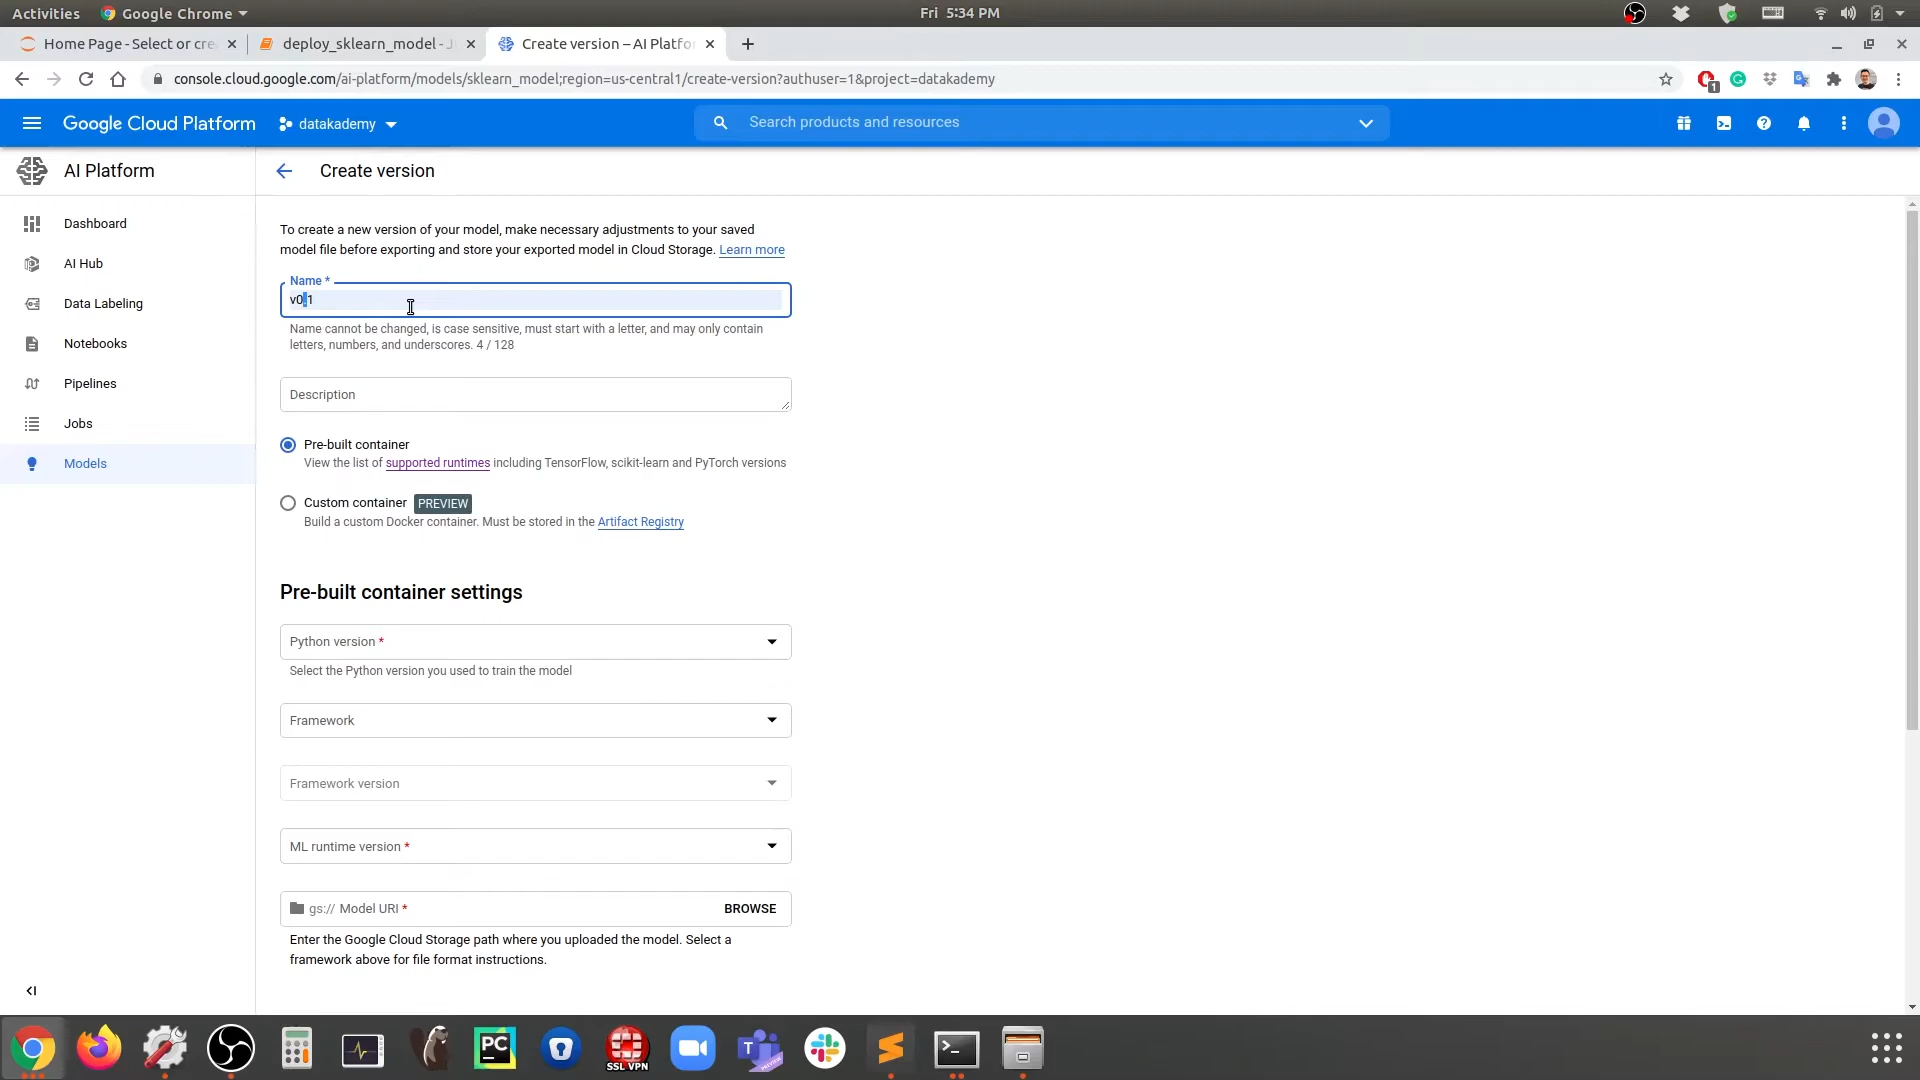 Activities
Google Chrome
Fri 5:34 PM
Home Page - Select or cre
deploy_sklearn_model - J
Create version – AI Platfo
console.cloud.google.com/ai-platform/models/sklearn_model;region=us-central1/create-version?authuser=1&project=datakademy
1
Google Cloud Platform
datakademy
Search products and resources
AI Platform
Create version
Dashboard
AI Hub
Data Labeling
Notebooks
Pipelines
Jobs
Models
To create a new version of your model, make necessary adjustments to your saved
model file before exporting and store your exported model in Cloud Storage. Learn more
Name *
v0.1
Name cannot be changed, is case sensitive, must start with a letter, and may only contain
letters, numbers, and underscores. 4 / 128
Description
Pre-built container
View the list of supported runtimes including TensorFlow, scikit-learn and PyTorch versions
Custom container PREVIEW
Build a custom Docker container. Must be stored in the Artifact Registry
Pre-built container settings
Python version *
Select the Python version you used to train the model
Framework
Framework version
ML runtime version *
gs:// Model URI *
BROWSE
Enter the Google Cloud Storage path where you uploaded the model. Select a
framework above for file format instructions.
PC
SSL VPN
T